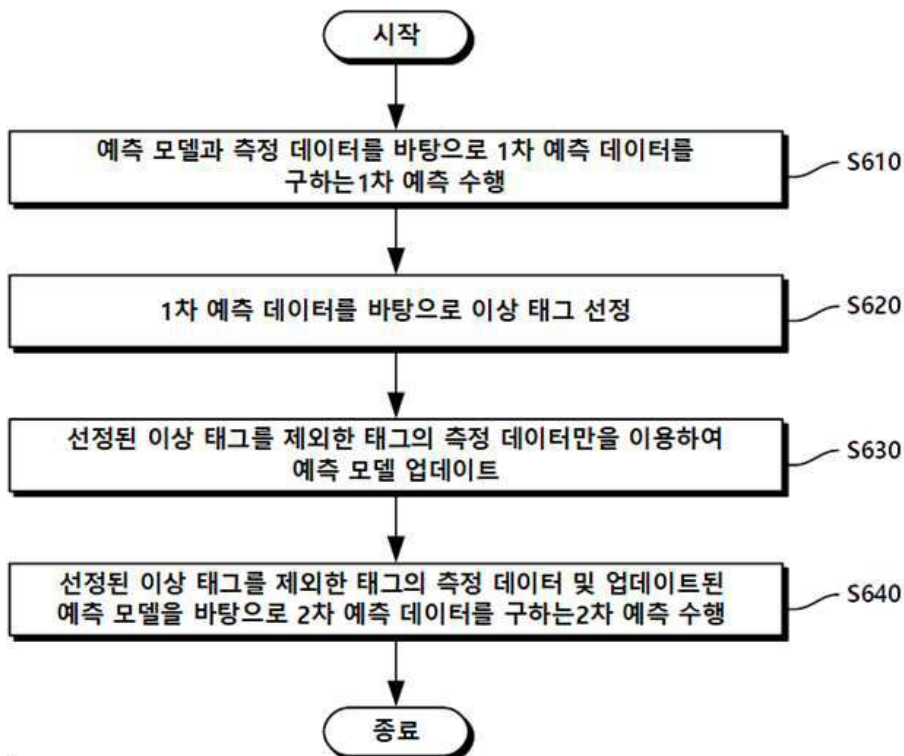 시작
예측 모델과 측정 데이터를 바탕으로 1차 예측 데이터를
구하는1차 예측 수행
S610
1차 예측 데이터를 바탕으로 이상 태그 선정
S620
선정된 이상 태그를 제외한 태그의 측정 데이터만을 이용하여
예측 모델 업데이트
S630
선정된 이상 태그를 제외한 태그의 측정 데이터 및 업데이트된
예측 모델을 바탕으로 2차 예측 데이터를 구하는2차 예측 수행
S640
종료